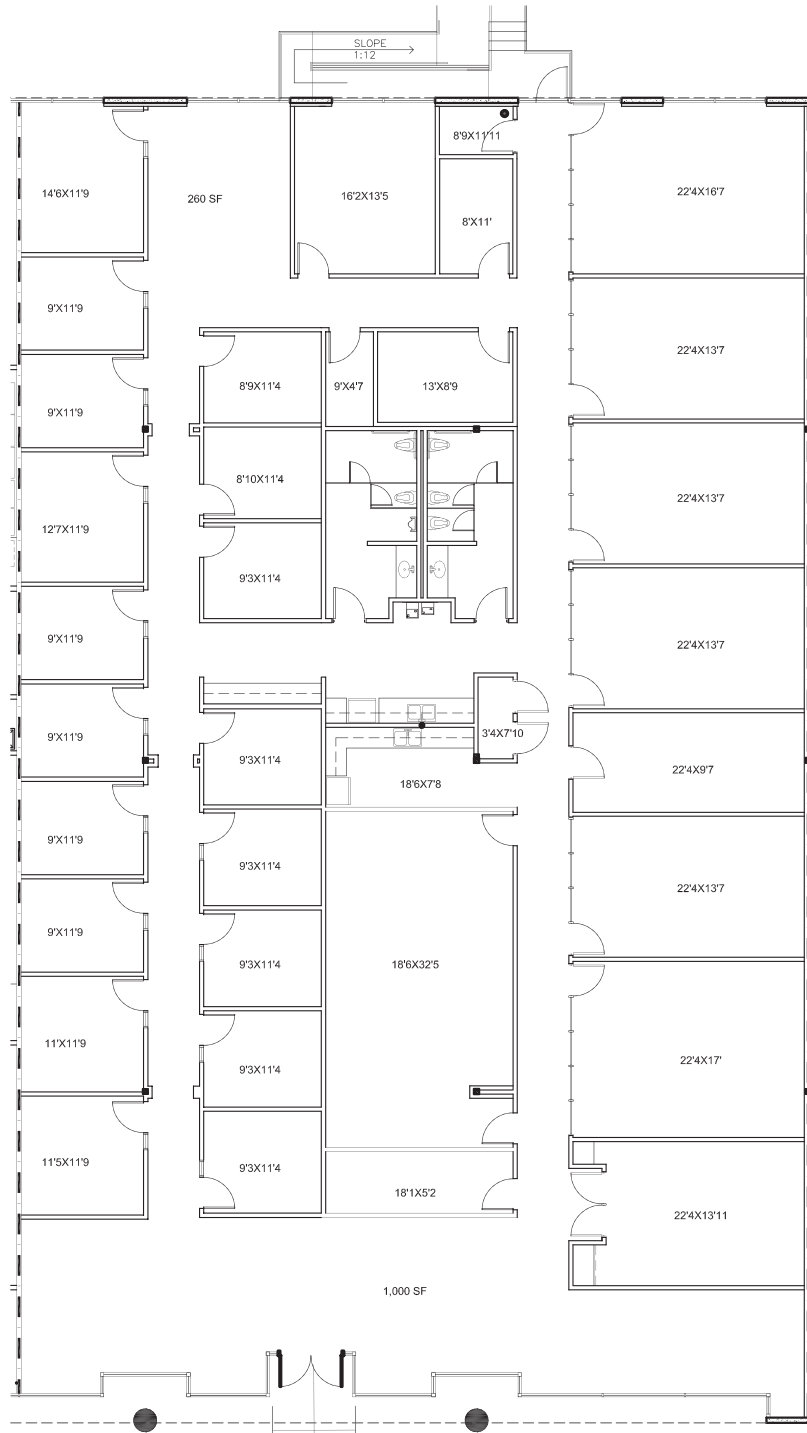 SLOPE
1:12
8'9X11'11
14'6X11'9
260 SF
16'2X13'5
22'4X16'7
8'X11'
9'X11'9
22'4X13'7
8'9X11'4
9'X4'7
13'X8'9
9'X11'9
22'4X13'7
8'10X11'4
12'7X11'9
9'3X11'4
9'X11'9
22'4X13'7
9'X11'9
3'4X7'10
9'3X11'4
22'4X9'7
18'6X7'8
9'X11'9
9'3X11'4
22'4X13'7
9'X11'9
9'3X11'4
18'6X32'5
11'X11'9
9'3X11'4
22'4X17'
11'5X11'9
9'3X11'4
18'1X5'2
22'4X13'11
1,000 SF